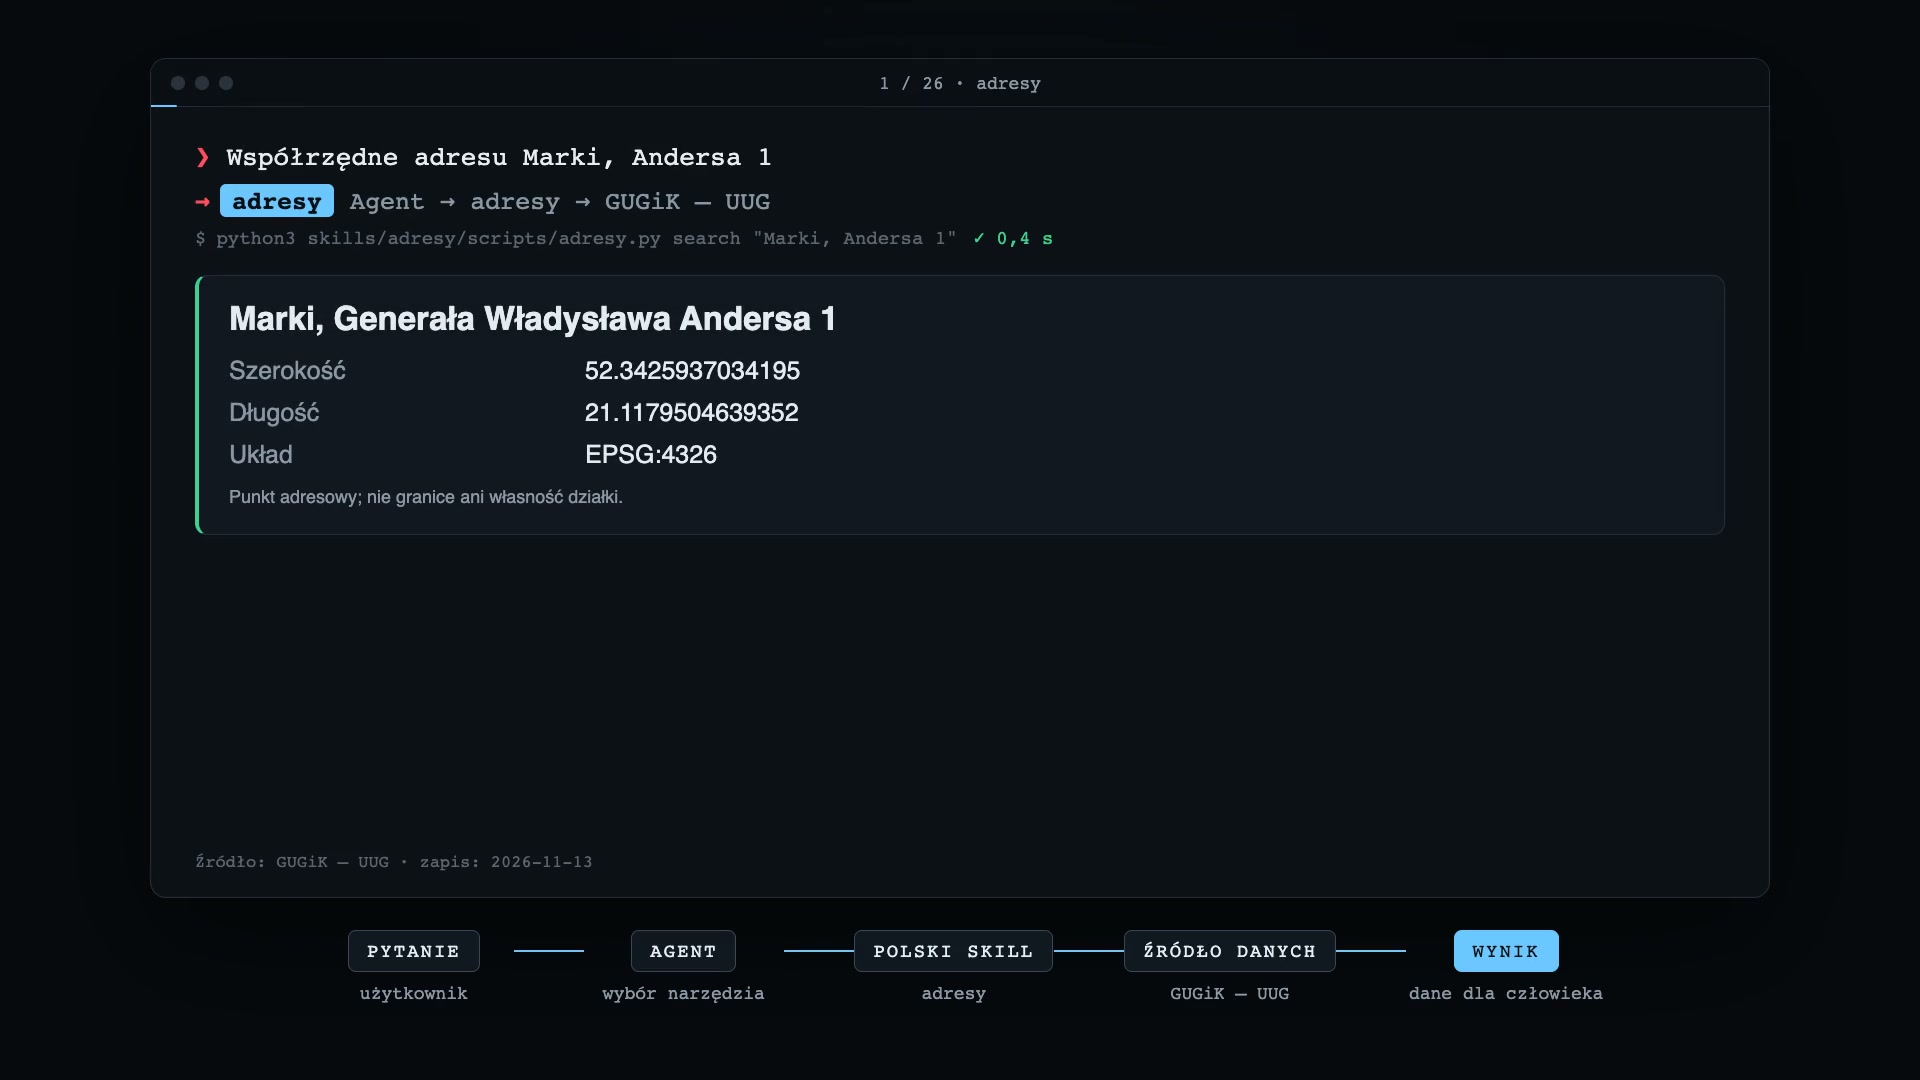 1 / 26 · adresy
❯ Współrzędne adresu Marki, Andersa 1
→ adresy Agent → adresy → GUGiK — UUG
$ python3 skills/adresy/scripts/adresy.py search "Marki, Andersa 1" ✓ 0,4 s
Marki, Generała Władysława Andersa 1
Szerokość 52.3425937034195
Długość 21.1179504639352
Układ EPSG:4326
Punkt adresowy; nie granice ani własność działki.
Źródło: GUGiK — UUG · zapis: 2026-11-13
PYTANIE AGENT POLSKI SKILL ŹRÓDŁO DANYCH WYNIK
użytkownik wybór narzędzia adresy GUGiK — UUG dane dla człowieka